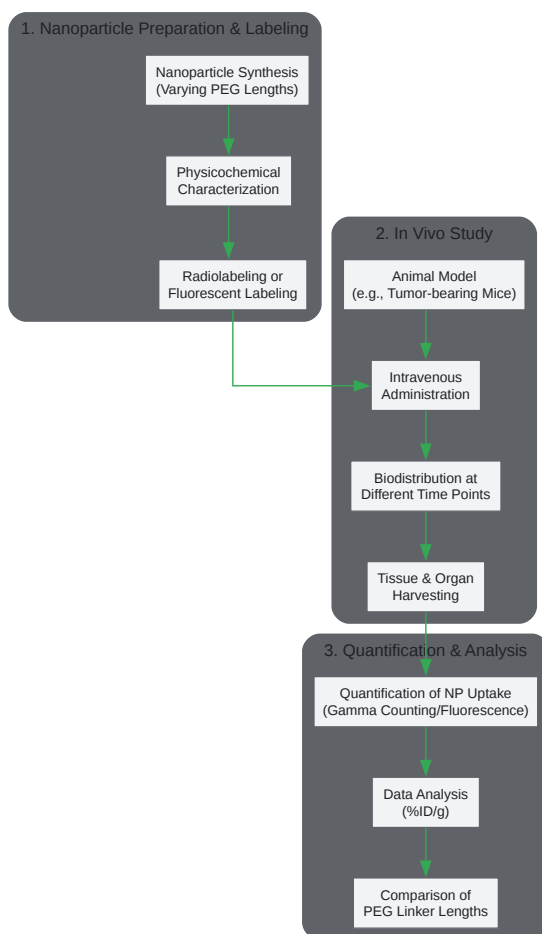 1. Nanoparticle Preparation & Labeling
Nanoparticle Synthesis
(Varying PEG Lengths)
Physicochemical
Characterization
Radiolabeling or
Fluorescent Labeling
2. In Vivo Study
Animal Model
(e.g., Tumor-bearing Mice)
Intravenous
Administration
Biodistribution at
Different Time Points
Tissue & Organ
Harvesting
3. Quantification & Analysis
Quantification of NP Uptake
(Gamma Counting/Fluorescence)
Data Analysis
(%ID/g)
Comparison of
PEG Linker Lengths